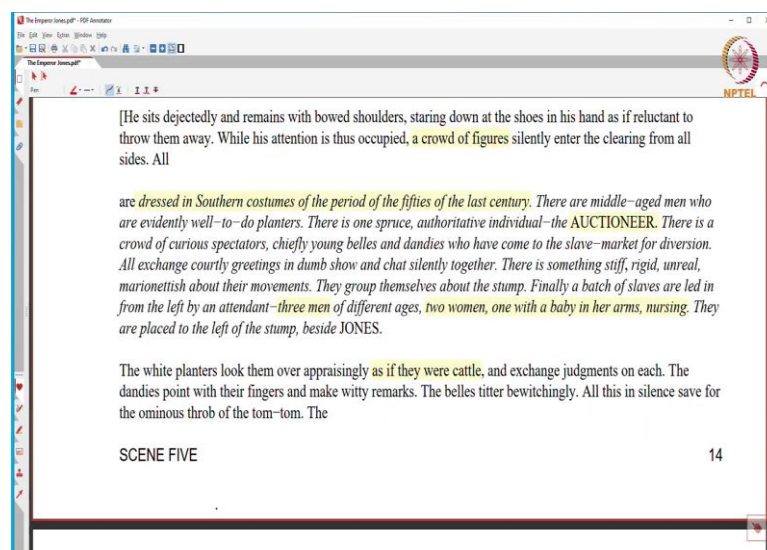 The Emperor Jones.pdf* - PDF Annotator
File Edit View Extras Window Help
The Emperor Jones.pdf*
Pen
NPTEL
[He sits dejectedly and remains with bowed shoulders, staring down at the shoes in his hand as if reluctant to
throw them away. While his attention is thus occupied, a crowd of figures silently enter the clearing from all
sides. All
are dressed in Southern costumes of the period of the fifties of the last century. There are middle−aged men who
are evidently well−to−do planters. There is one spruce, authoritative individual−the AUCTIONEER. There is a
crowd of curious spectators, chiefly young belles and dandies who have come to the slave−market for diversion.
All exchange courtly greetings in dumb show and chat silently together. There is something stiff, rigid, unreal,
marionettish about their movements. They group themselves about the stump. Finally a batch of slaves are led in
from the left by an attendant−three men of different ages, two women, one with a baby in her arms, nursing. They
are placed to the left of the stump, beside JONES.
The white planters look them over appraisingly as if they were cattle, and exchange judgments on each. The
dandies point with their fingers and make witty remarks. The belles titter bewitchingly. All this in silence save for
the ominous throb of the tom−tom. The
SCENE FIVE 14